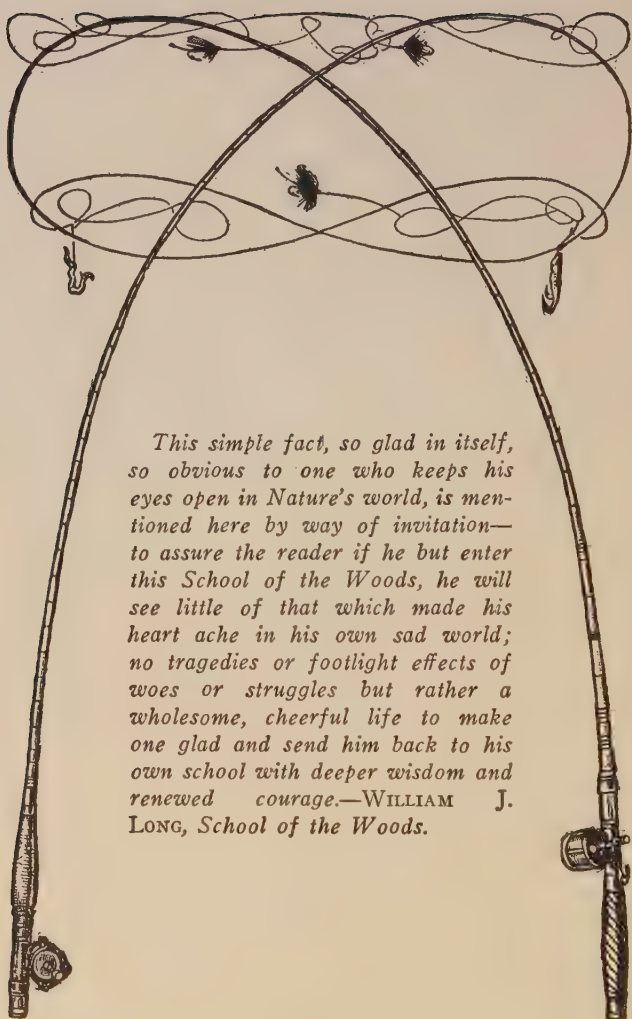 This simple fact, so glad in itself,
so obvious to one who keeps his
eyes open in Nature's world, is men-
tioned here by way of invitation—
to assure the reader if he but enter
this School of the Woods, he will
see little of that which made his
heart ache in his own sad world;
no tragedies or footlight effects of
woes or struggles but rather a
wholesome, cheerful life to make
one glad and send him back to his
own school with deeper wisdom and
renewed courage.—WILLIAM J.
LONG, School of the Woods.